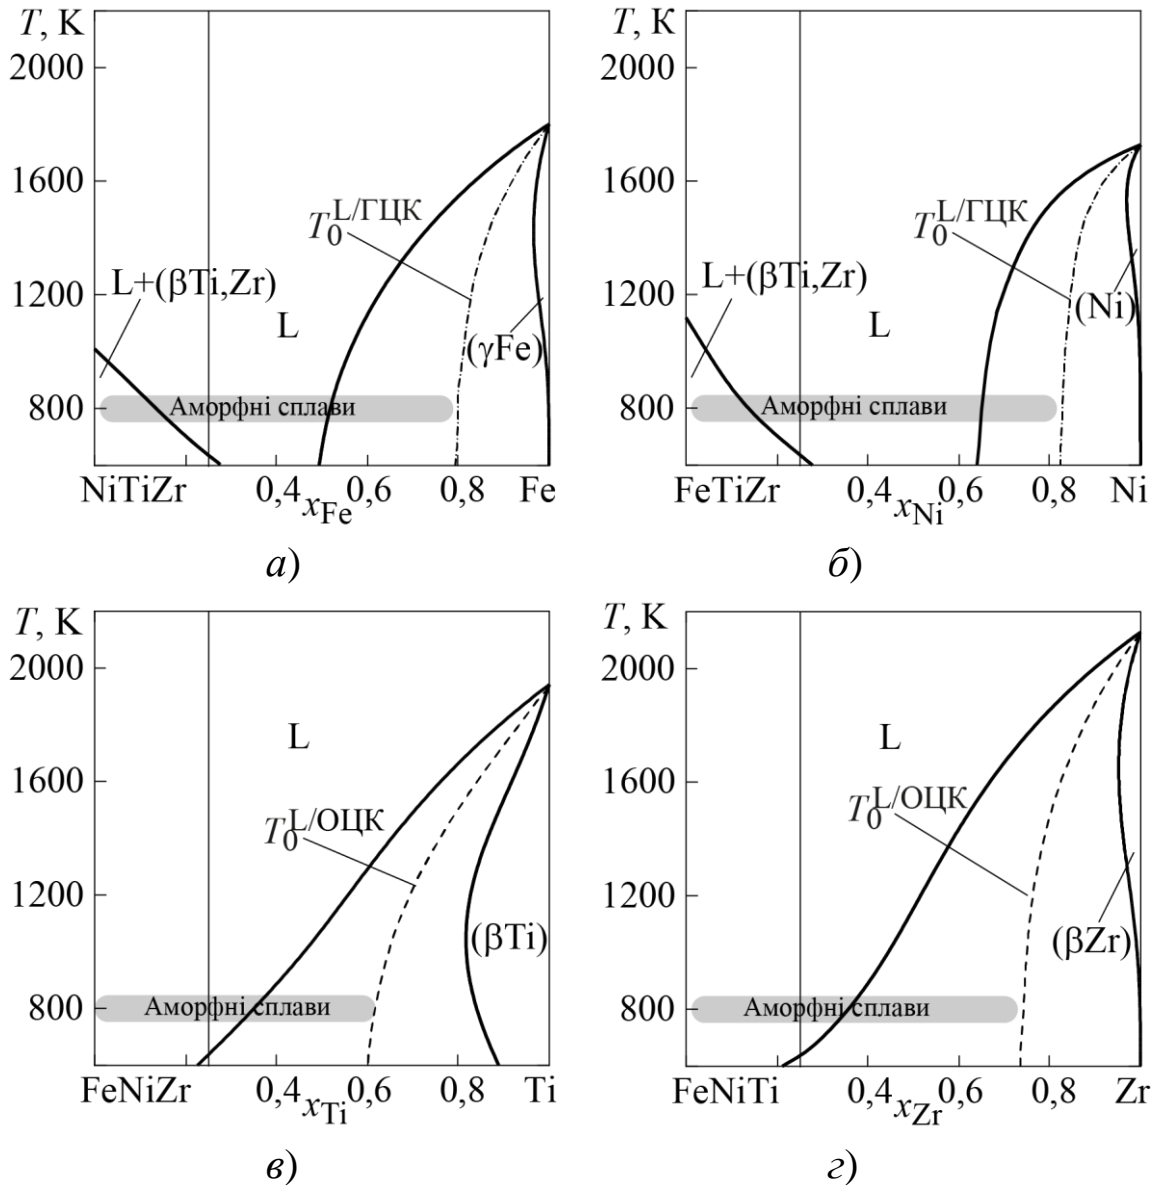 T, K
2000
1600
1200
800
T₀ᴸ/ГЦК
L+(βTi,Zr)
L
(γFe)
Аморфні сплави
NiTiZr 0,4 0,6 0,8 Fe
xFe
а)
T, К
2000
1600
1200
800
T₀ᴸ/ГЦК
L+(βTi,Zr)
L
(Ni)
Аморфні сплави
FeTiZr 0,4 0,6 0,8 Ni
xNi
б)
T, K
2000
1600
1200
800
L
T₀ᴸ/ОЦК
(βTi)
Аморфні сплави
FeNiZr 0,4 0,6 0,8 Ti
xTi
в)
T, K
2000
1600
1200
800
L
T₀ᴸ/ОЦК
(βZr)
Аморфні сплави
FeNiTi 0,4 0,6 0,8 Zr
xZr
г)